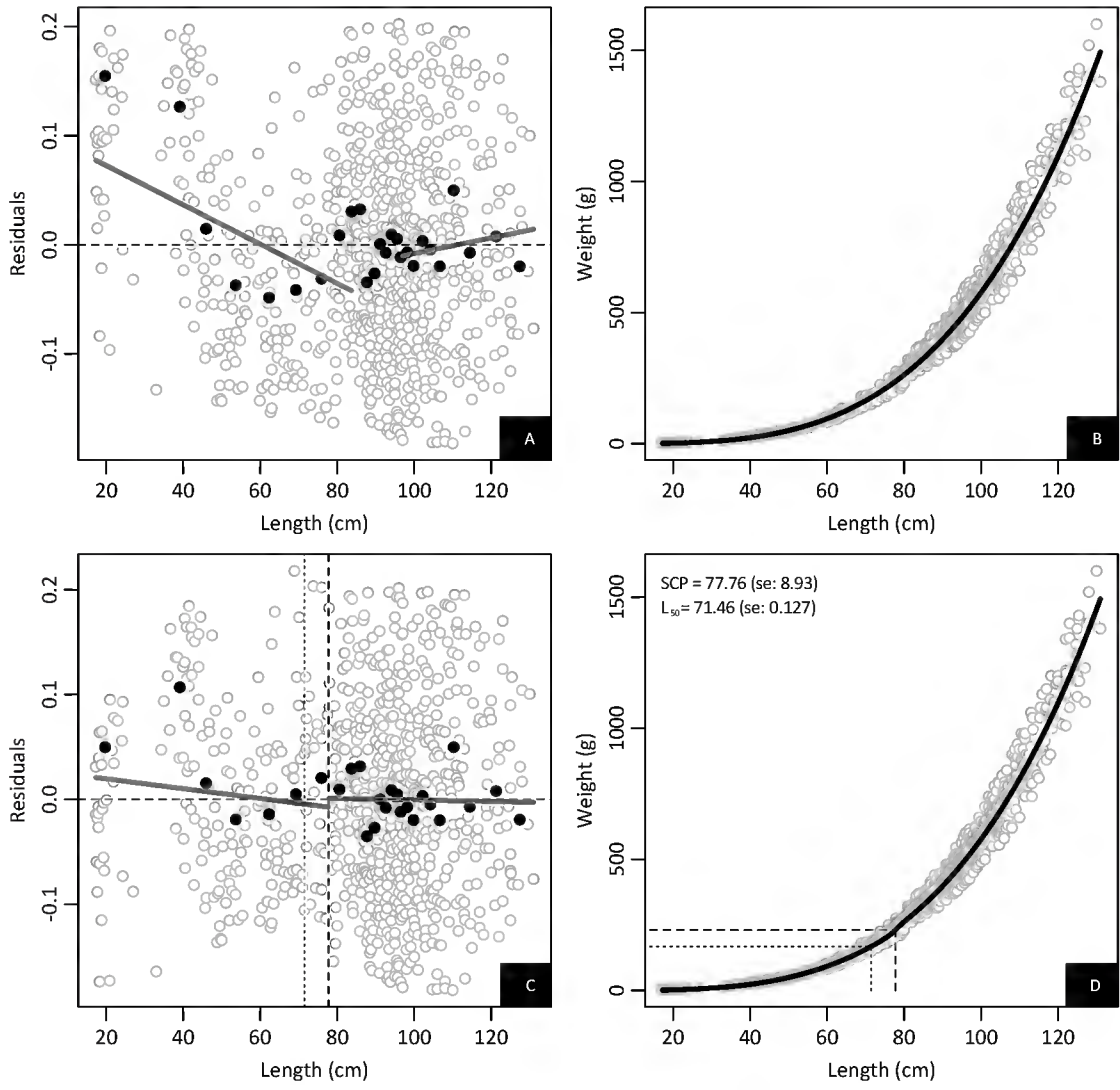 Residuals
0.2
0.1
0.0
-0.1
20 40 60 80 100 120
Length (cm)
A
Weight (g)
1500
1000
500
0
20 40 60 80 100 120
Length (cm)
B
Residuals
0.2
0.1
0.0
-0.1
20 40 60 80 100 120
Length (cm)
C
SCP = 77.76 (se: 8.93)
L50= 71.46 (se: 0.127)
Weight (g)
1500
1000
500
0
20 40 60 80 100 120
Length (cm)
D